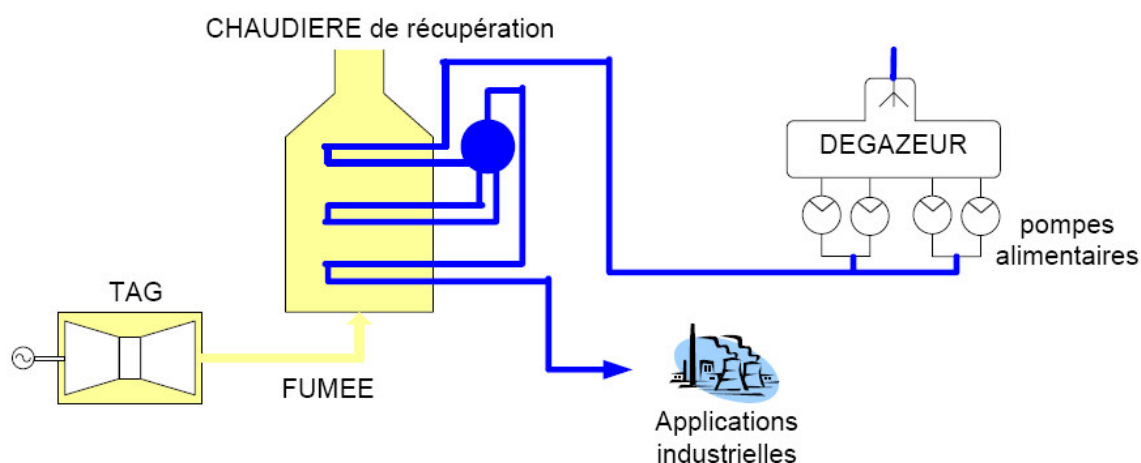 CHAUDIERE de récupération
DEGAZEUR
pompes
alimentaires
TAG
FUMEE
Applications
industrielles